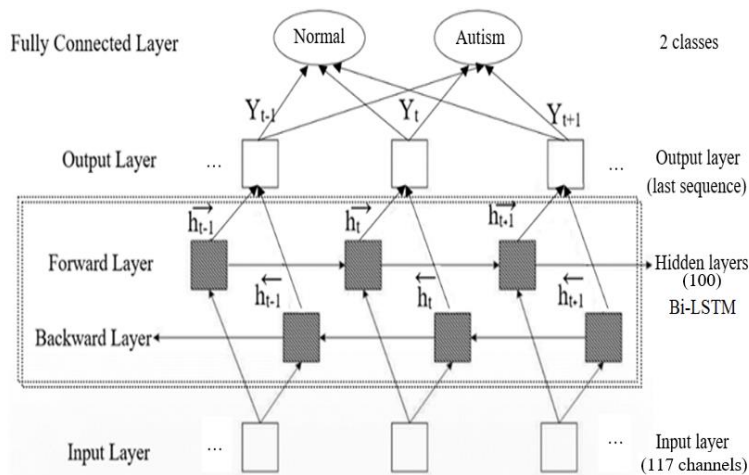 Fully Connected Layer
Normal
Autism
2 classes
Yt-1
Yt
Yt+1
Output Layer
...
...
Output layer
(last sequence)
ht-1
ht
ht+1
Forward Layer
Hidden layers
(100)
Bi-LSTM
ht-1
ht
ht+1
Backward Layer
Input Layer
...
...
Input layer
(117 channels)